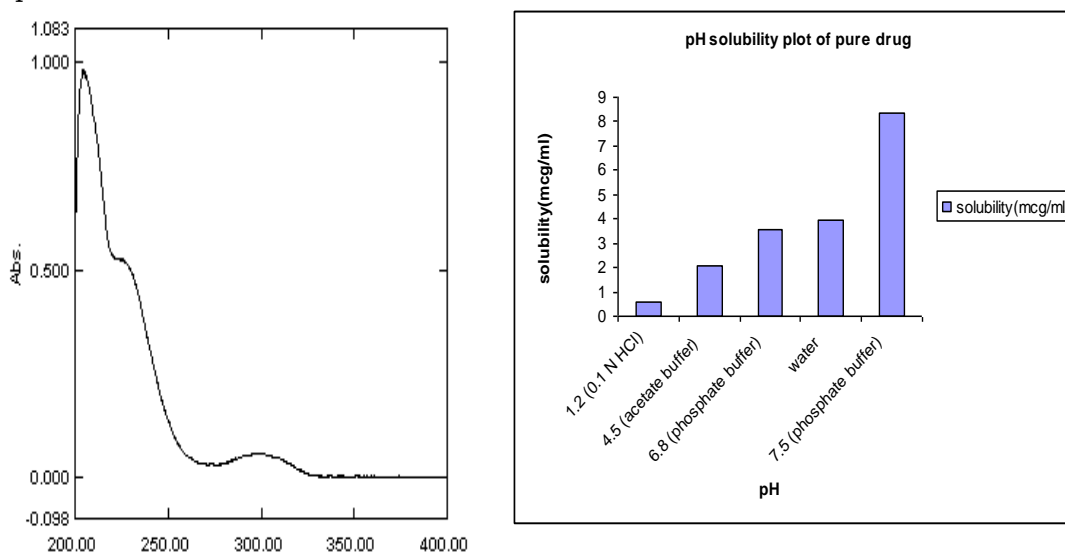 1.083
1.000
Abs.
0.500
0.000
-0.098
200.00 250.00 300.00 350.00 400.00
pH solubility plot of pure drug
solubility(mcg/ml)
9
8
7
6
5
4
3
2
1
0
1.2 (0.1 N HCl)
4.5 (acetate buffer)
6.8 (phosphate buffer)
water
7.5 (phosphate buffer)
pH
solubility(mcg/ml